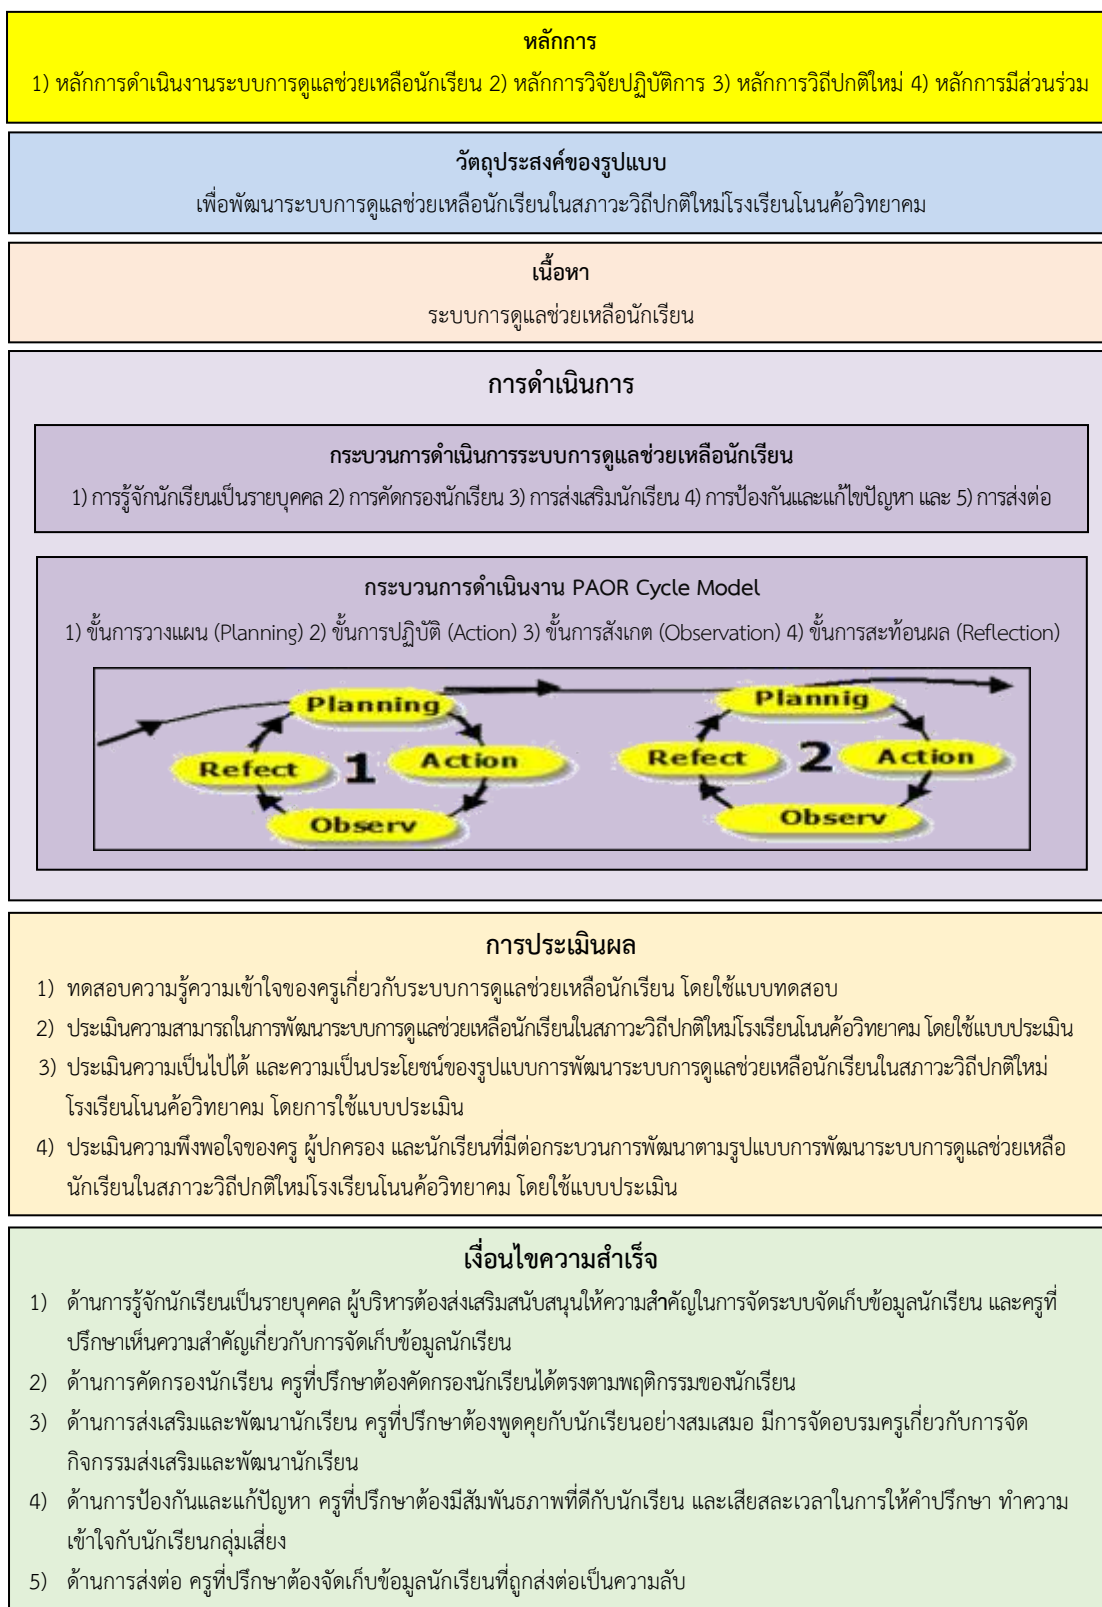 หลักการ
1) หลักการดำเนินงานระบบการดูแลช่วยเหลือนักเรียน 2) หลักการวิจัยปฏิบัติการ 3) หลักการวิถีปกติใหม่ 4) หลักการมีส่วนร่วม
วัตถุประสงค์ของรูปแบบ
เพื่อพัฒนาระบบการดูแลช่วยเหลือนักเรียนในสภาวะวิถีปกติใหม่โรงเรียนโนนค้อวิทยาคม
เนื้อหา
ระบบการดูแลช่วยเหลือนักเรียน
การดำเนินการ
กระบวนการดำเนินการระบบการดูแลช่วยเหลือนักเรียน
1) การรู้จักนักเรียนเป็นรายบุคคล 2) การคัดกรองนักเรียน 3) การส่งเสริมนักเรียน 4) การป้องกันและแก้ไขปัญหา และ 5) การส่งต่อ
กระบวนการดำเนินงาน PAOR Cycle Model
1) ขั้นการวางแผน (Planning) 2) ขั้นการปฏิบัติ (Action) 3) ขั้นการสังเกต (Observation) 4) ขั้นการสะท้อนผล (Reflection)
Planning
Refect 1 Action
Observ
Plannig
Refect 2 Action
Observ
การประเมินผล
1) ทดสอบความรู้ความเข้าใจของครูเกี่ยวกับระบบการดูแลช่วยเหลือนักเรียน โดยใช้แบบทดสอบ
2) ประเมินความสามารถในการพัฒนาระบบการดูแลช่วยเหลือนักเรียนในสภาวะวิถีปกติใหม่โรงเรียนโนนค้อวิทยาคม โดยใช้แบบประเมิน
3) ประเมินความเป็นไปได้ และความเป็นประโยชน์ของรูปแบบการพัฒนาระบบการดูแลช่วยเหลือนักเรียนในสภาวะวิถีปกติใหม่
โรงเรียนโนนค้อวิทยาคม โดยการใช้แบบประเมิน
4) ประเมินความพึงพอใจของครู ผู้ปกครอง และนักเรียนที่มีต่อกระบวนการพัฒนาตามรูปแบบการพัฒนาระบบการดูแลช่วยเหลือ
นักเรียนในสภาวะวิถีปกติใหม่โรงเรียนโนนค้อวิทยาคม โดยใช้แบบประเมิน
เงื่อนไขความสำเร็จ
1) ด้านการรู้จักนักเรียนเป็นรายบุคคล ผู้บริหารต้องส่งเสริมสนับสนุนให้ความสำคัญในการจัดระบบจัดเก็บข้อมูลนักเรียน และครูที่
ปรึกษาเห็นความสำคัญเกี่ยวกับการจัดเก็บข้อมูลนักเรียน
2) ด้านการคัดกรองนักเรียน ครูที่ปรึกษาต้องคัดกรองนักเรียนได้ตรงตามพฤติกรรมของนักเรียน
3) ด้านการส่งเสริมและพัฒนานักเรียน ครูที่ปรึกษาต้องพูดคุยกับนักเรียนอย่างสมเสมอ มีการจัดอบรมครูเกี่ยวกับการจัด
กิจกรรมส่งเสริมและพัฒนานักเรียน
4) ด้านการป้องกันและแก้ปัญหา ครูที่ปรึกษาต้องมีสัมพันธภาพที่ดีกับนักเรียน และเสียสละเวลาในการให้คำปรึกษา ทำความ
เข้าใจกับนักเรียนกลุ่มเสี่ยง
5) ด้านการส่งต่อ ครูที่ปรึกษาต้องจัดเก็บข้อมูลนักเรียนที่ถูกส่งต่อเป็นความลับ